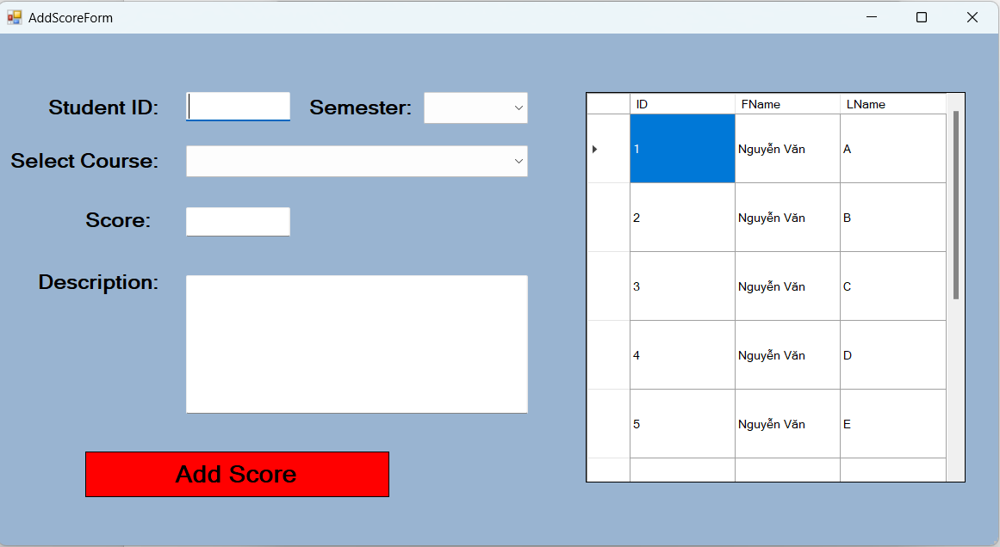 AddScoreForm
Student ID:
Semester:
Select Course:
Score:
Description:
Add Score
ID FName LName
1 Nguyễn Văn A
2 Nguyễn Văn B
3 Nguyễn Văn C
4 Nguyễn Văn D
5 Nguyễn Văn E